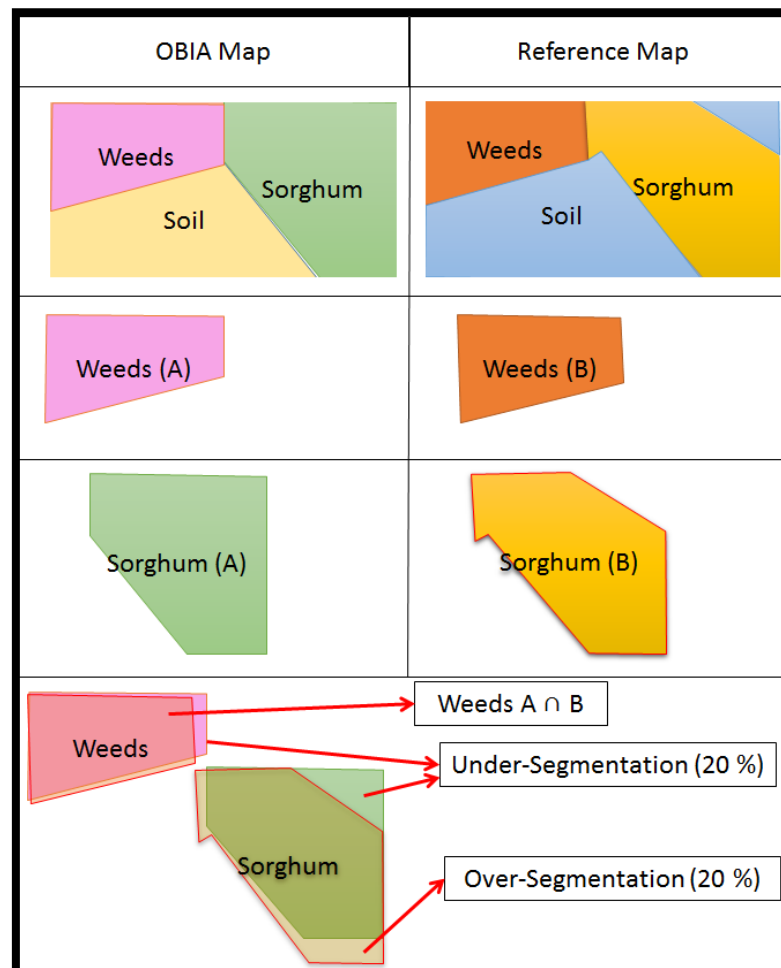 OBIA Map
Reference Map
Weeds
Sorghum
Soil
Weeds
Sorghum
Soil
Weeds (A)
Weeds (B)
Sorghum (A)
Sorghum (B)
Weeds A ∩ B
Weeds
Under-Segmentation (20 %)
Sorghum
Over-Segmentation (20 %)